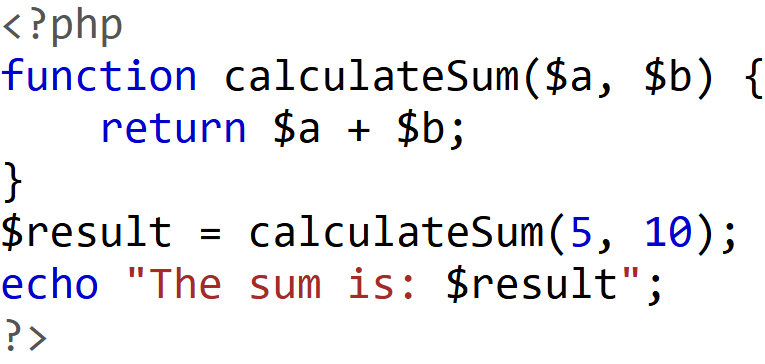 <?php
function calculateSum($a, $b) {
    return $a + $b;
}
$result = calculateSum(5, 10);
echo "The sum is: $result";
?>